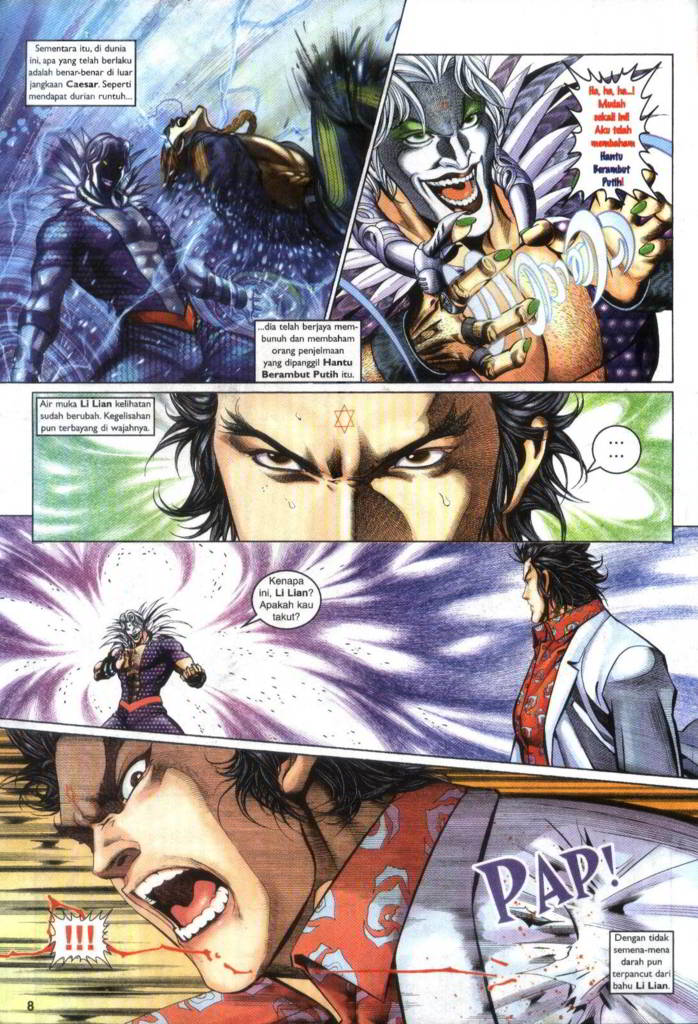 Sementara itu, di dunia
ini, apa yang telah berlaku
adalah benar-benar di luar
jangkaan Caesar. Seperti
mendapat durian runtuh...
Ha, ha, ha...!
Mudah
sekali ini!
Aku telah
membaham
Hantu
Berambut
Putih!
...dia telah berjaya mem-
bunuh dan membaham
orang penjelmaan
yang dipanggil Hantu
Berambut Putih itu.
Air muka Li Lian kelihatan
sudah berubah. Kegelisahan
pun terbayang di wajahnya.
...
...
Kenapa
ini, Li Lian?
Apakah kau
takut?
PAP!
!!!
Dengan tidak
semena-mena
darah pun
terpancut dari
bahu Li Lian.
8